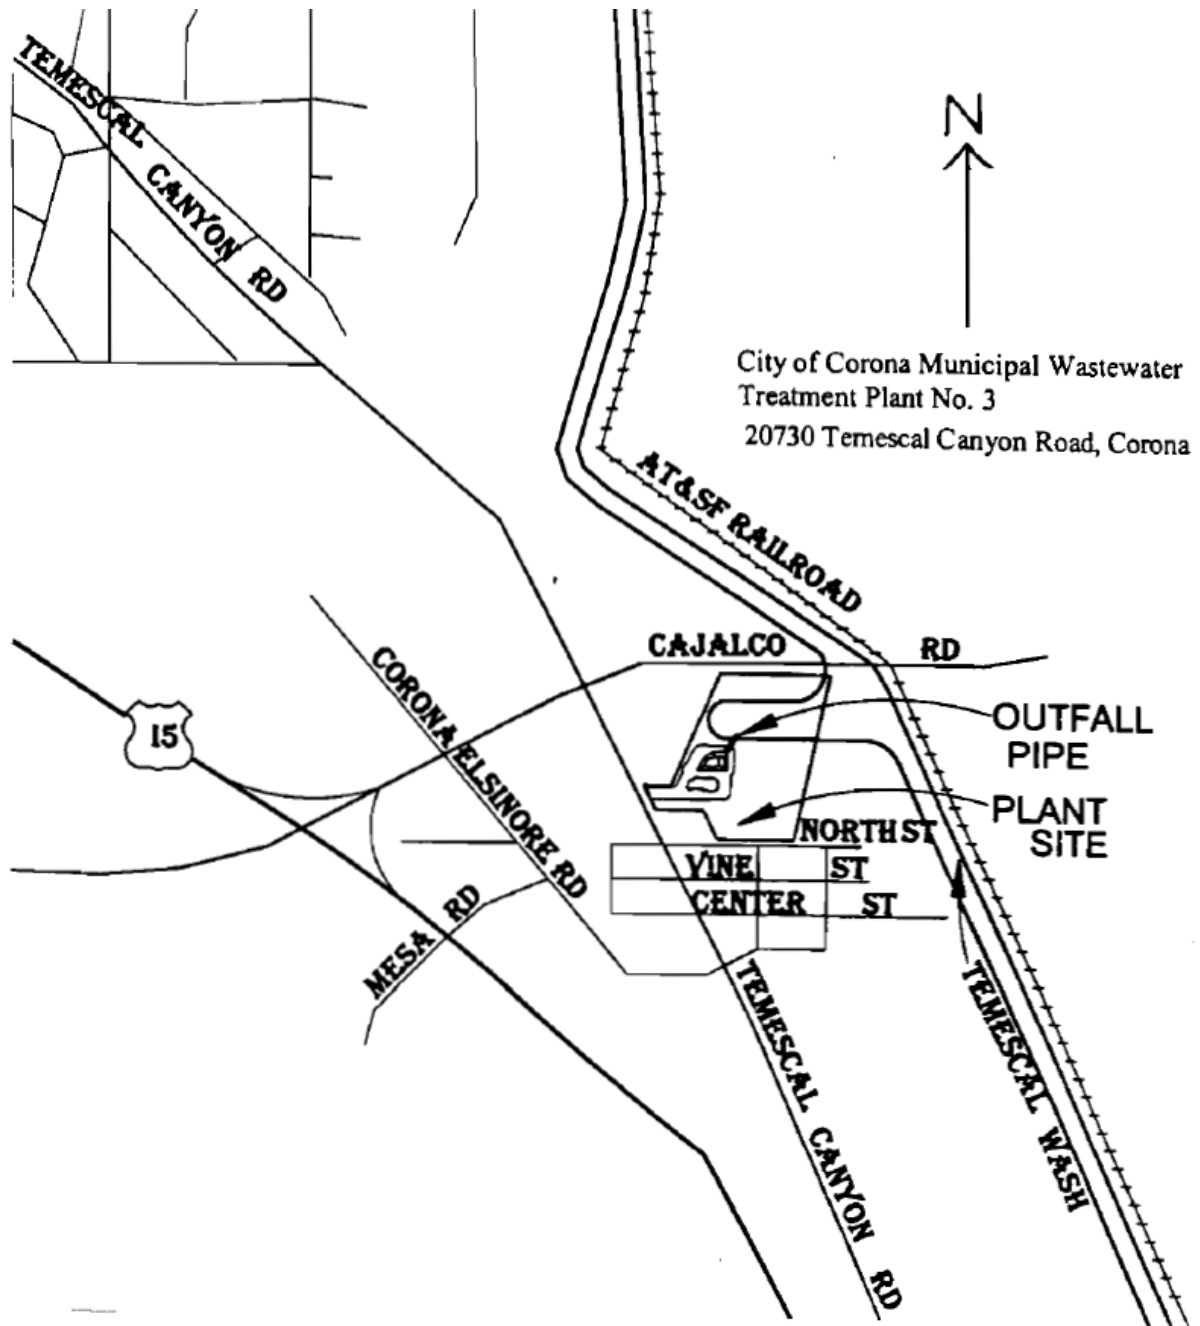 TEMESCAL CANYON RD
N
City of Corona Municipal Wastewater
Treatment Plant No. 3
20730 Temescal Canyon Road, Corona
AT&SF RAILROAD
CAJALCO RD
CORONA ELSINORE RD
15
OUTFALL
PIPE
PLANT
SITE
NORTH ST
VINE ST
CENTER ST
MESA RD
TEMESCAL CANYON RD
TEMESCAL WASH